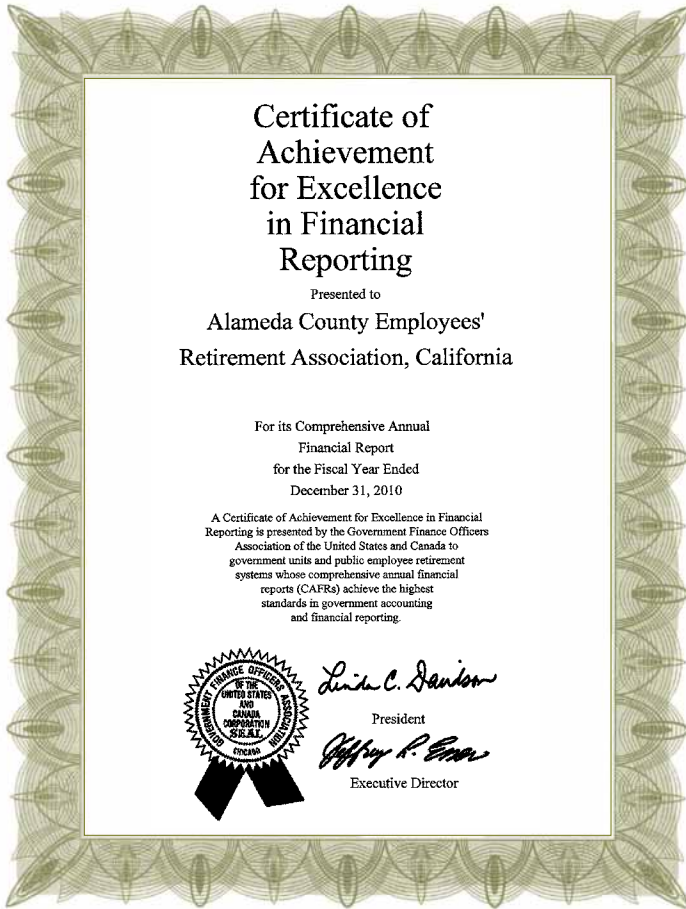 Certificate of
Achievement
for Excellence
in Financial
Reporting
Presented to
Alameda County Employees'
Retirement Association, California
For its Comprehensive Annual
Financial Report
for the Fiscal Year Ended
December 31, 2010
A Certificate of Achievement for Excellence in Financial
Reporting is presented by the Government Finance Officers
Association of the United States and Canada to
government units and public employee retirement
systems whose comprehensive annual financial
reports (CAFRs) achieve the highest
standards in government accounting
and financial reporting.
GOVERNMENT FINANCE OFFICERS ASSOCIATION
OF THE
UNITED STATES
AND
CANADA
CORPORATION
SEAL
CHICAGO
Linda C. Davidson
President
Jeffrey R. Enser
Executive Director